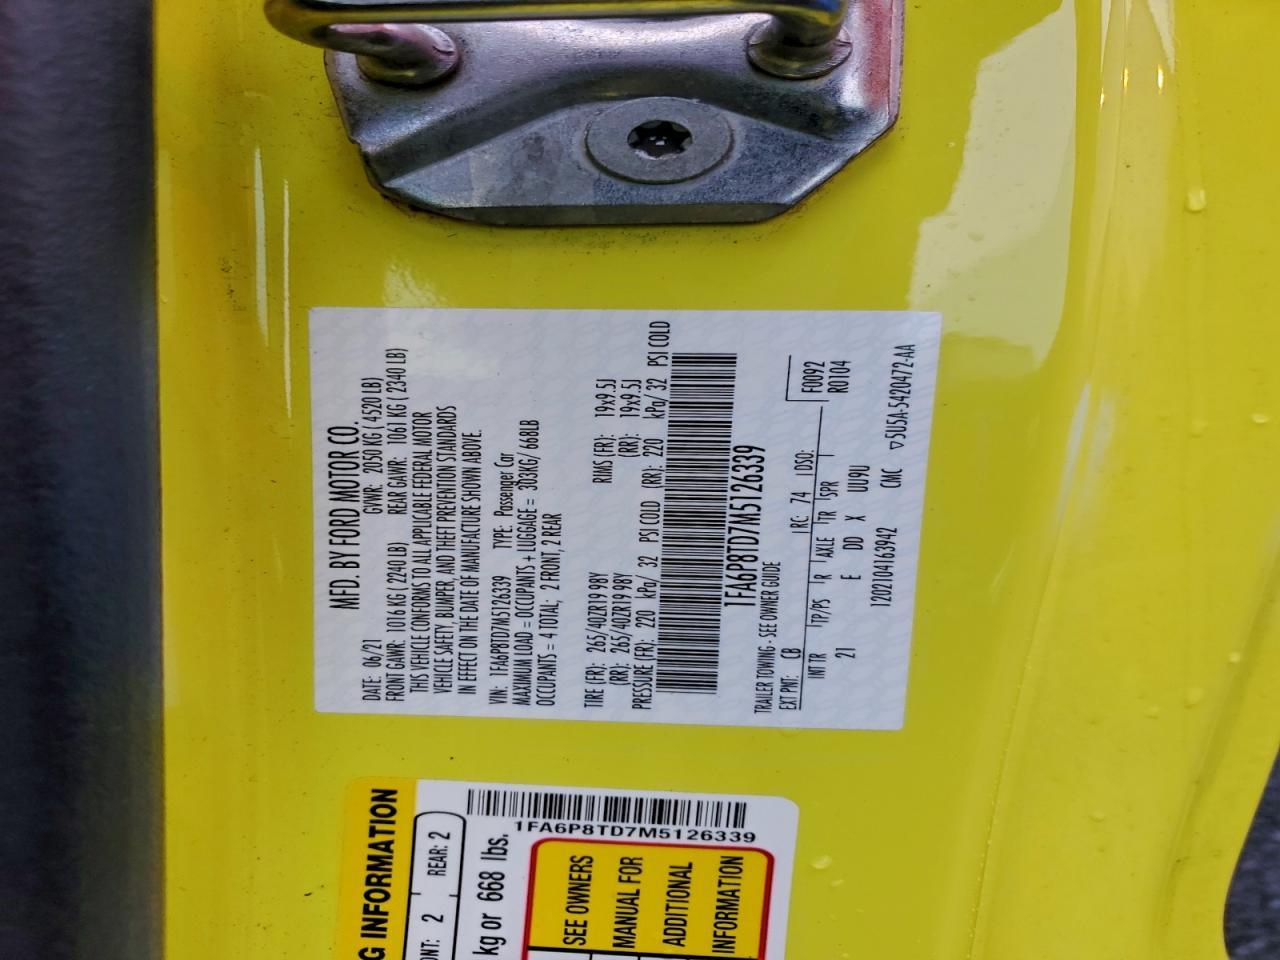 MFD. BY FORD MOTOR CO.
DATE: 06/21 GVWR: 2050 KG ( 4520 LB)
FRONT GAWR: 1016 KG ( 2240 LB) REAR GAWR: 1061 KG ( 2340 LB)
THIS VEHICLE CONFORMS TO ALL APPLICABLE FEDERAL MOTOR
VEHICLE SAFETY, BUMPER, AND THEFT PREVENTION STANDARDS
IN EFFECT ON THE DATE OF MANUFACTURE SHOWN ABOVE.
VIN: 1FA6P8TD7M5126339 TYPE: Passenger Car
MAXIMUM LOAD = OCCUPANTS + LUGGAGE = 303KG/ 668LB
OCCUPANTS = 4 TOTAL; 2 FRONT, 2 REAR
TIRE (FR): 265/40ZR19 98Y RIMS (FR): 19x9.5J
(RR): 265/40ZR19 98Y (RR): 19x9.5J
PRESSURE (FR): 220 kPa/ 32 PSI COLD (RR): 220 kPa/ 32 PSI COLD
1FA6P8TD7M5126339
TRAILER TOWING - SEE OWNER GUIDE F0092
EXT PNT: CB RC: 74 DSO: R0104
INT TR TP/PS R AXLE TR SPR
21 E DD X UU9U
12021041639​42 CMC ▽5U5A-5420472-AA
G INFORMATION
ONT: 2 REAR: 2
kg or 668 lbs.
1FA6P8TD7M5126339
SEE OWNERS
MANUAL FOR
ADDITIONAL
INFORMATION